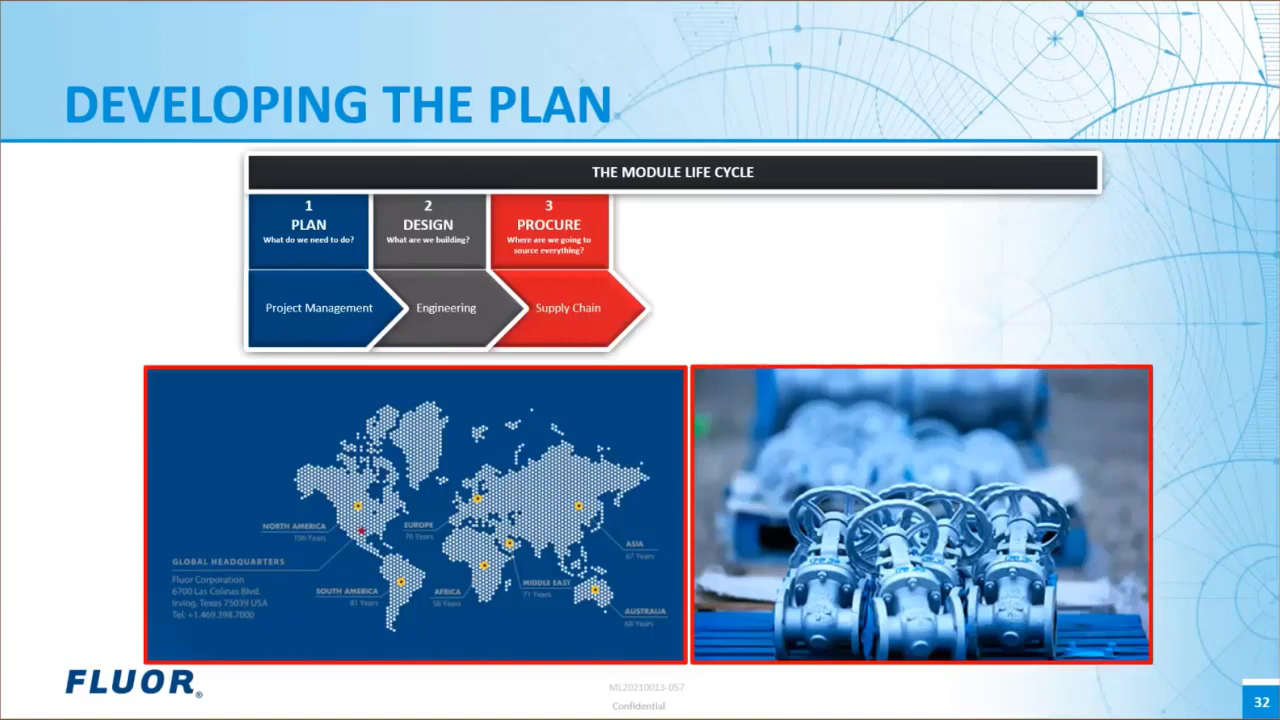 DEVELOPING THE PLAN
THE MODULE LIFE CYCLE
1
PLAN
What do we need to do?
2
DESIGN
What are we building?
3
PROCURE
Where are we going to
source everything?
Project Management
Engineering
Supply Chain
NORTH AMERICA
106 Years
EUROPE
70 Years
ASIA
67 Years
GLOBAL HEADQUARTERS
Fluor Corporation
6700 Las Colinas Blvd.
Irving, Texas 75039 USA
Tel: +1.469.398.7000
SOUTH AMERICA
81 Years
AFRICA
58 Years
MIDDLE EAST
71 Years
AUSTRALIA
68 Years
FLUOR®
ML20210013-057
Confidential
32